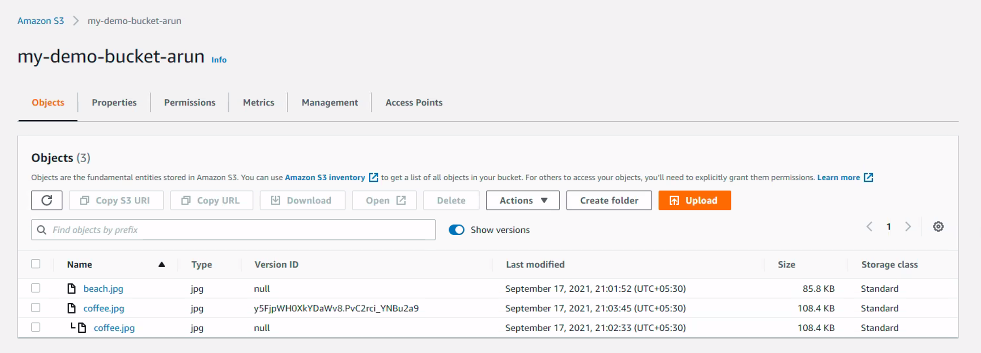 Amazon S3 > my-demo-bucket-arun
my-demo-bucket-arun Info
Objects Properties Permissions Metrics Management Access Points
Objects (3)
Objects are the fundamental entities stored in Amazon S3. You can use Amazon S3 inventory to get a list of all objects in your bucket. For others to access your objects, you'll need to explicitly grant them permissions. Learn more
Copy S3 URI Copy URL Download Open Delete Actions Create folder Upload
Find objects by prefix Show versions < 1 >
Name Type Version ID Last modified Size Storage class
beach.jpg jpg null September 17, 2021, 21:01:52 (UTC+05:30) 85.8 KB Standard
coffee.jpg jpg y5FjpWH0XkYDaWv8.PvC2rci_YNBu2a9 September 17, 2021, 21:03:45 (UTC+05:30) 108.4 KB Standard
coffee.jpg jpg null September 17, 2021, 21:02:33 (UTC+05:30) 108.4 KB Standard